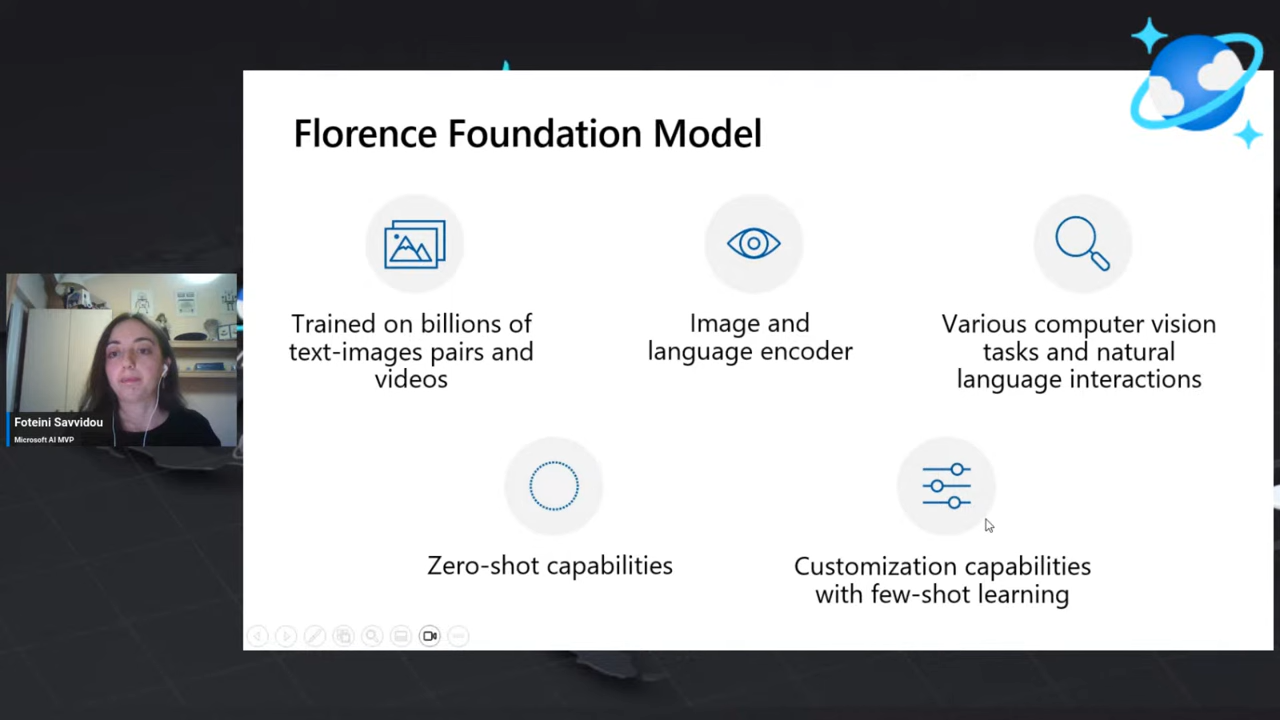 Florence Foundation Model
Trained on billions of
text-images pairs and
videos
Image and
language encoder
Various computer vision
tasks and natural
language interactions
Zero-shot capabilities
Customization capabilities
with few-shot learning
Foteini Savvidou
Microsoft AI MVP